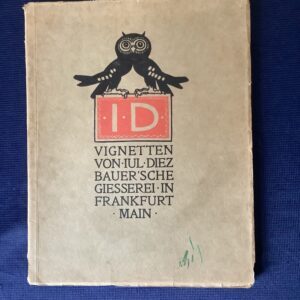 ·I·D·
VIGNETTEN
VON·IUL·DIEZ
BAUER'SCHE
GIESSEREI·IN
FRANKFURT
·MAIN·